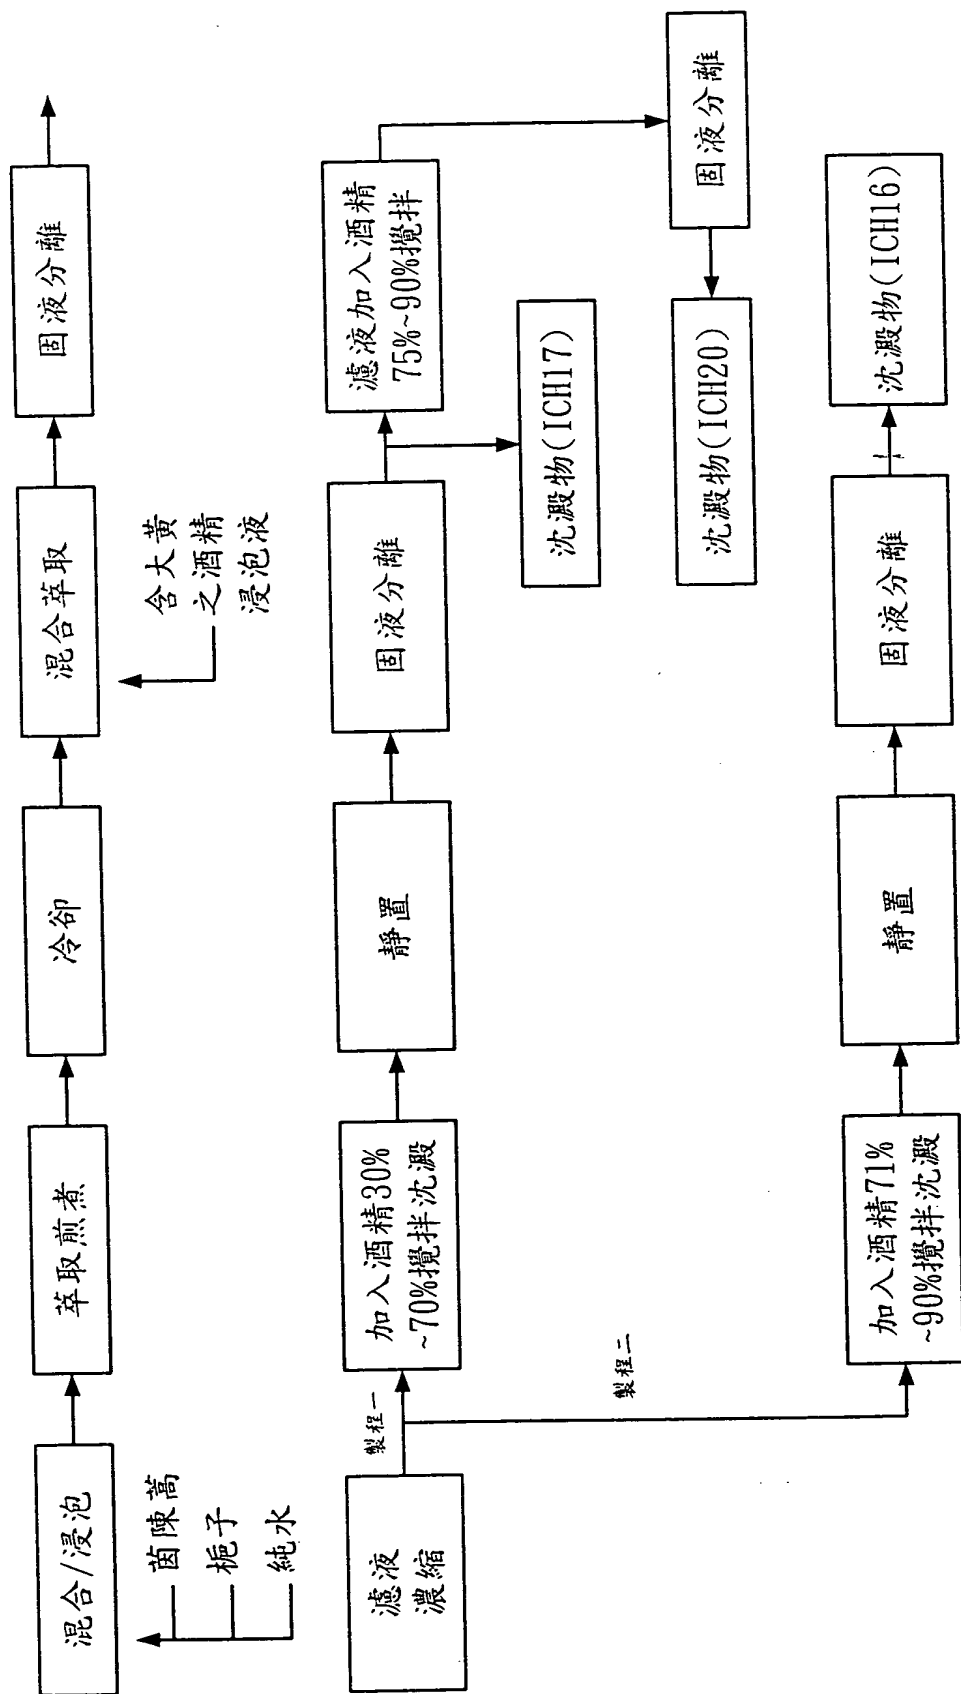 混合/浸泡
茵陳蒿
梔子
純水
萃取煎煮
冷卻
混合萃取
含大黃
之酒精
浸泡液
固液分離
濾液
濃縮
製程一
加入酒精30%
~70%攪拌沈澱
靜置
固液分離
沈澱物(ICH17)
濾液加入酒精
75%~90%攪拌
固液分離
沈澱物(ICH20)
製程二
加入酒精71%
~90%攪拌沈澱
靜置
固液分離
沈澱物(ICH16)